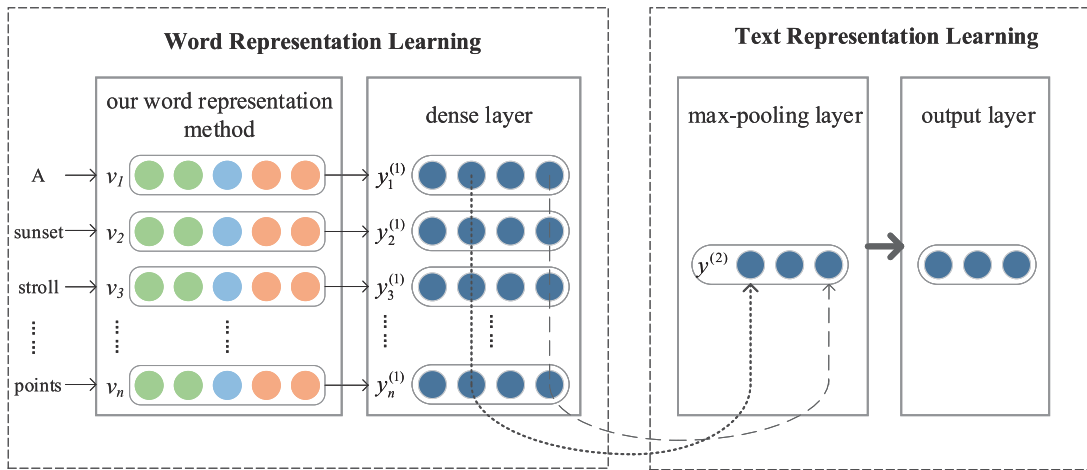 Word Representation Learning
our word representation
method
dense layer
A v₁ y₁⁽¹⁾
sunset v₂ y₂⁽¹⁾
stroll v₃ y₃⁽¹⁾
points vₙ yₙ⁽¹⁾
Text Representation Learning
max-pooling layer
output layer
y⁽²⁾